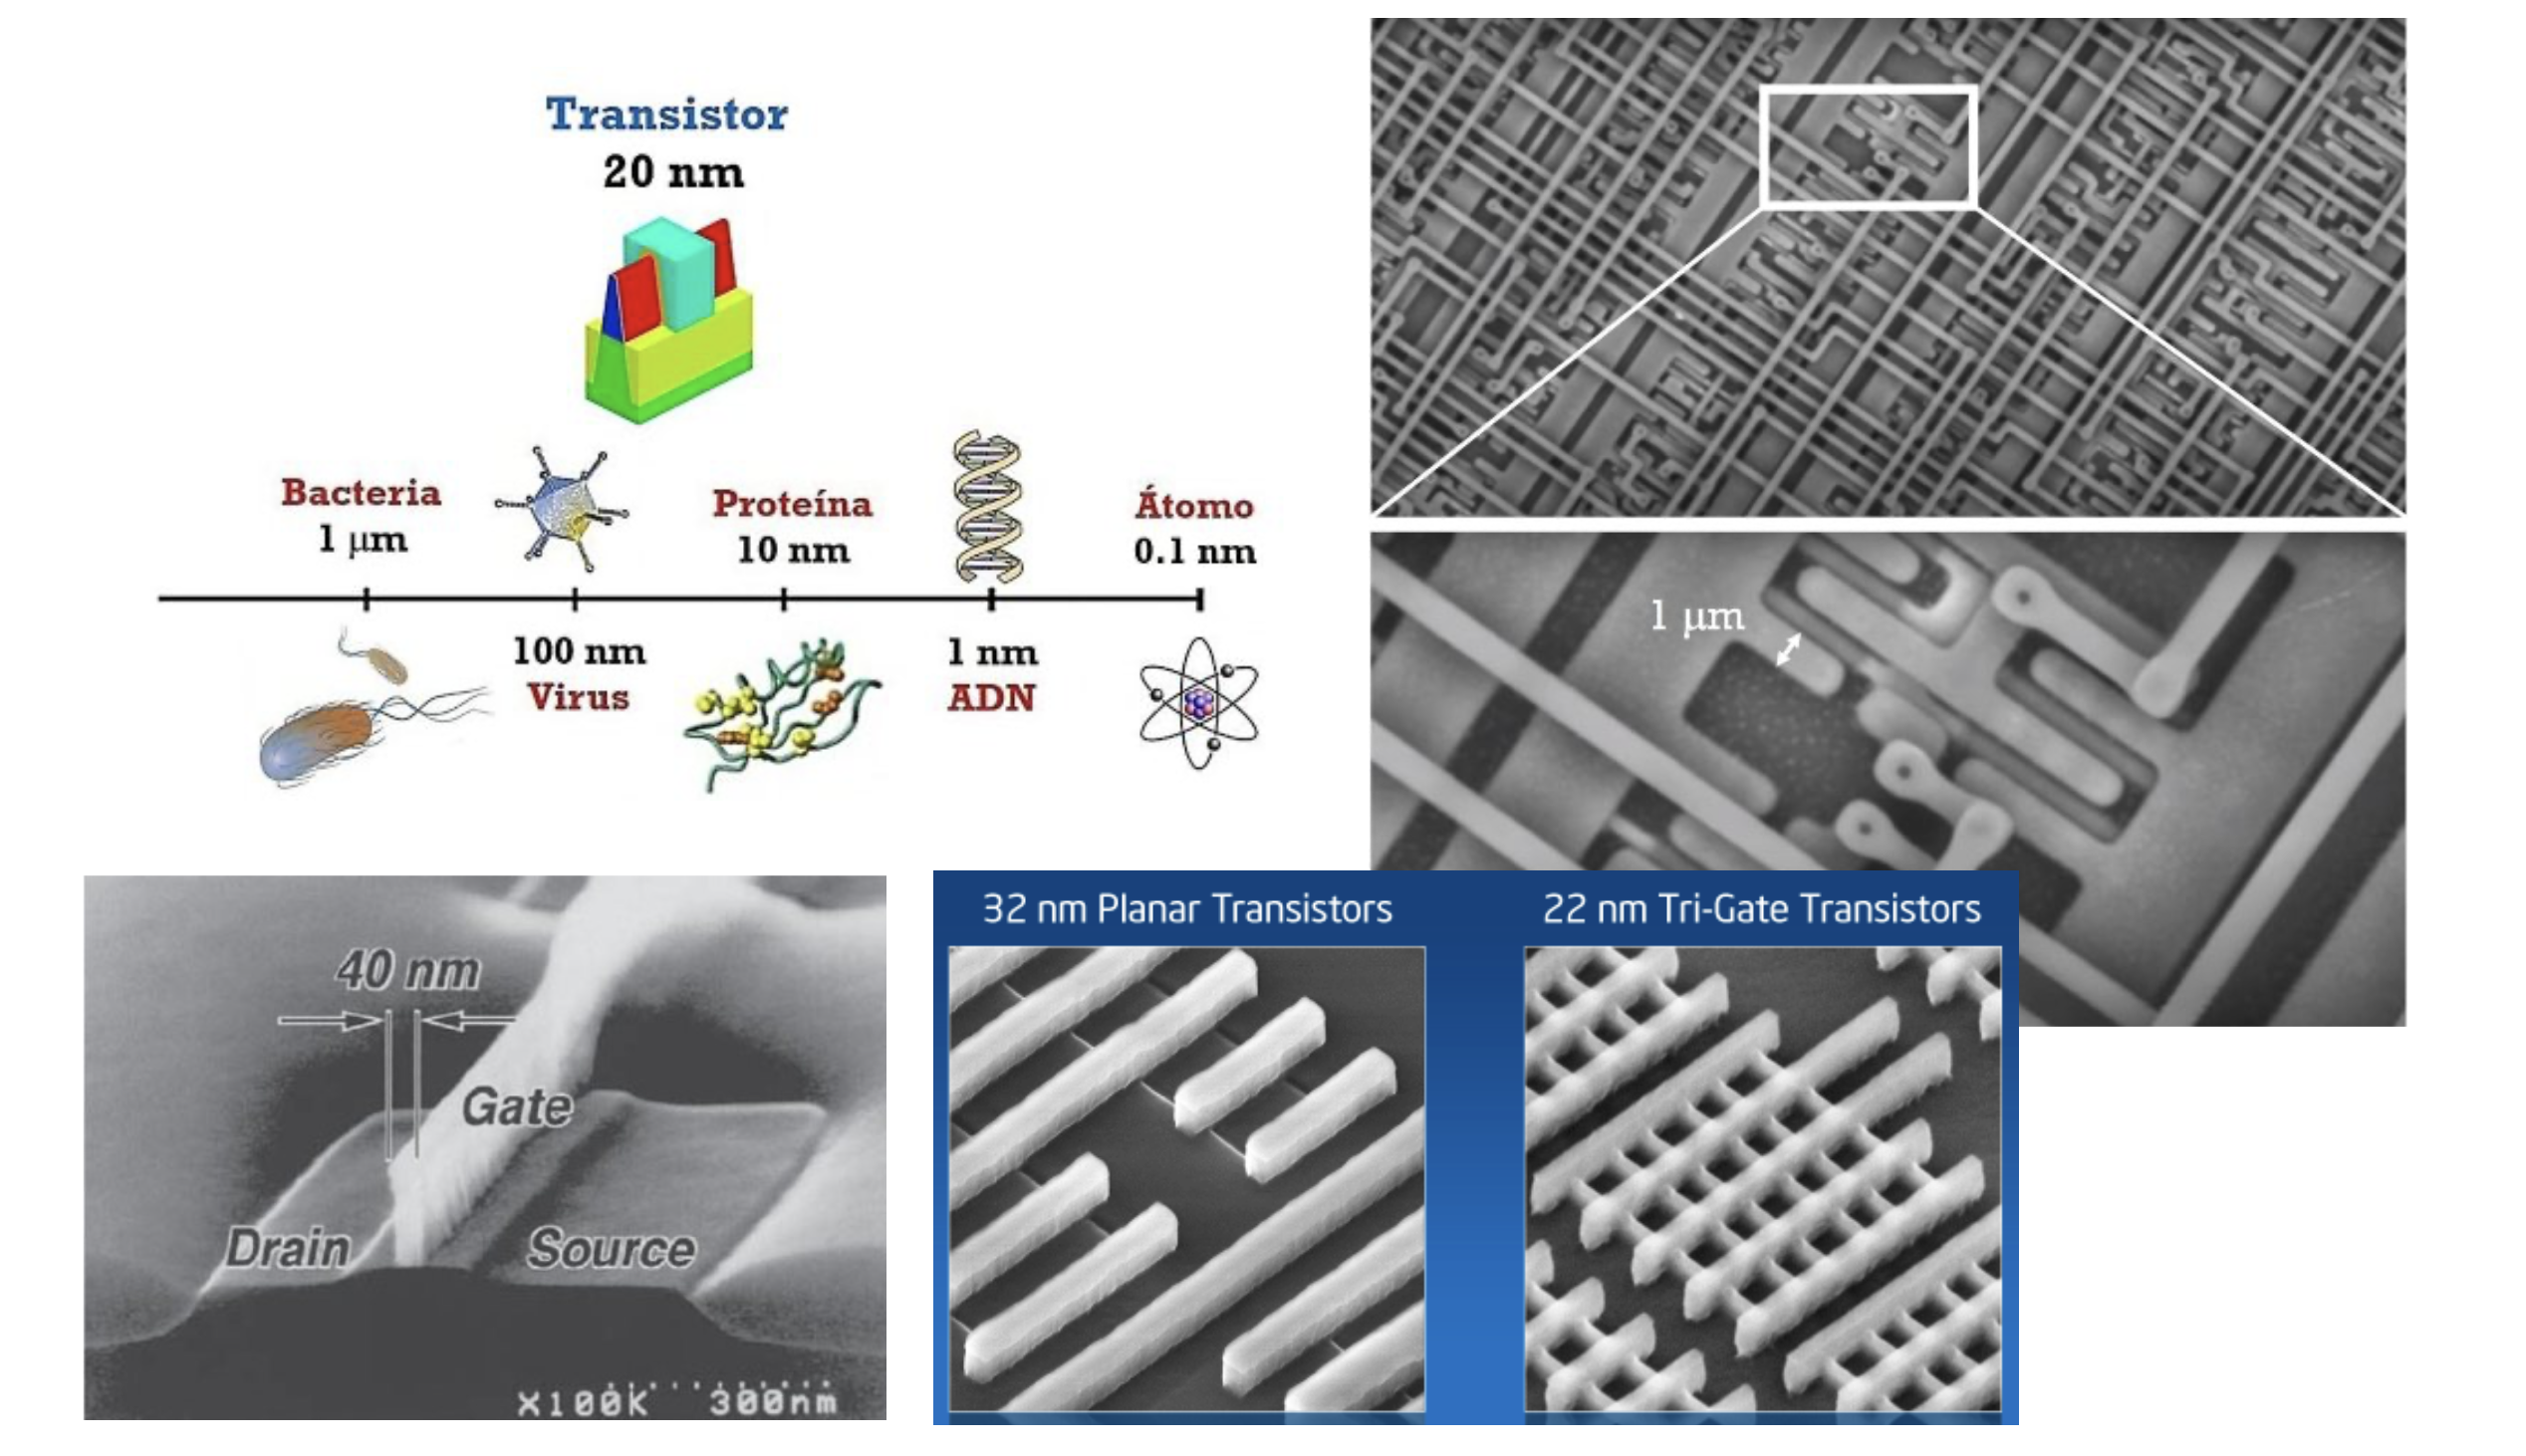 Transistor
20 nm
Bacteria
1 µm
Proteína
10 nm
Átomo
0.1 nm
100 nm
Virus
1 nm
ADN
1 µm
40 nm
Gate
Drain
Source
X100K
300nm
32 nm Planar Transistors
22 nm Tri-Gate Transistors